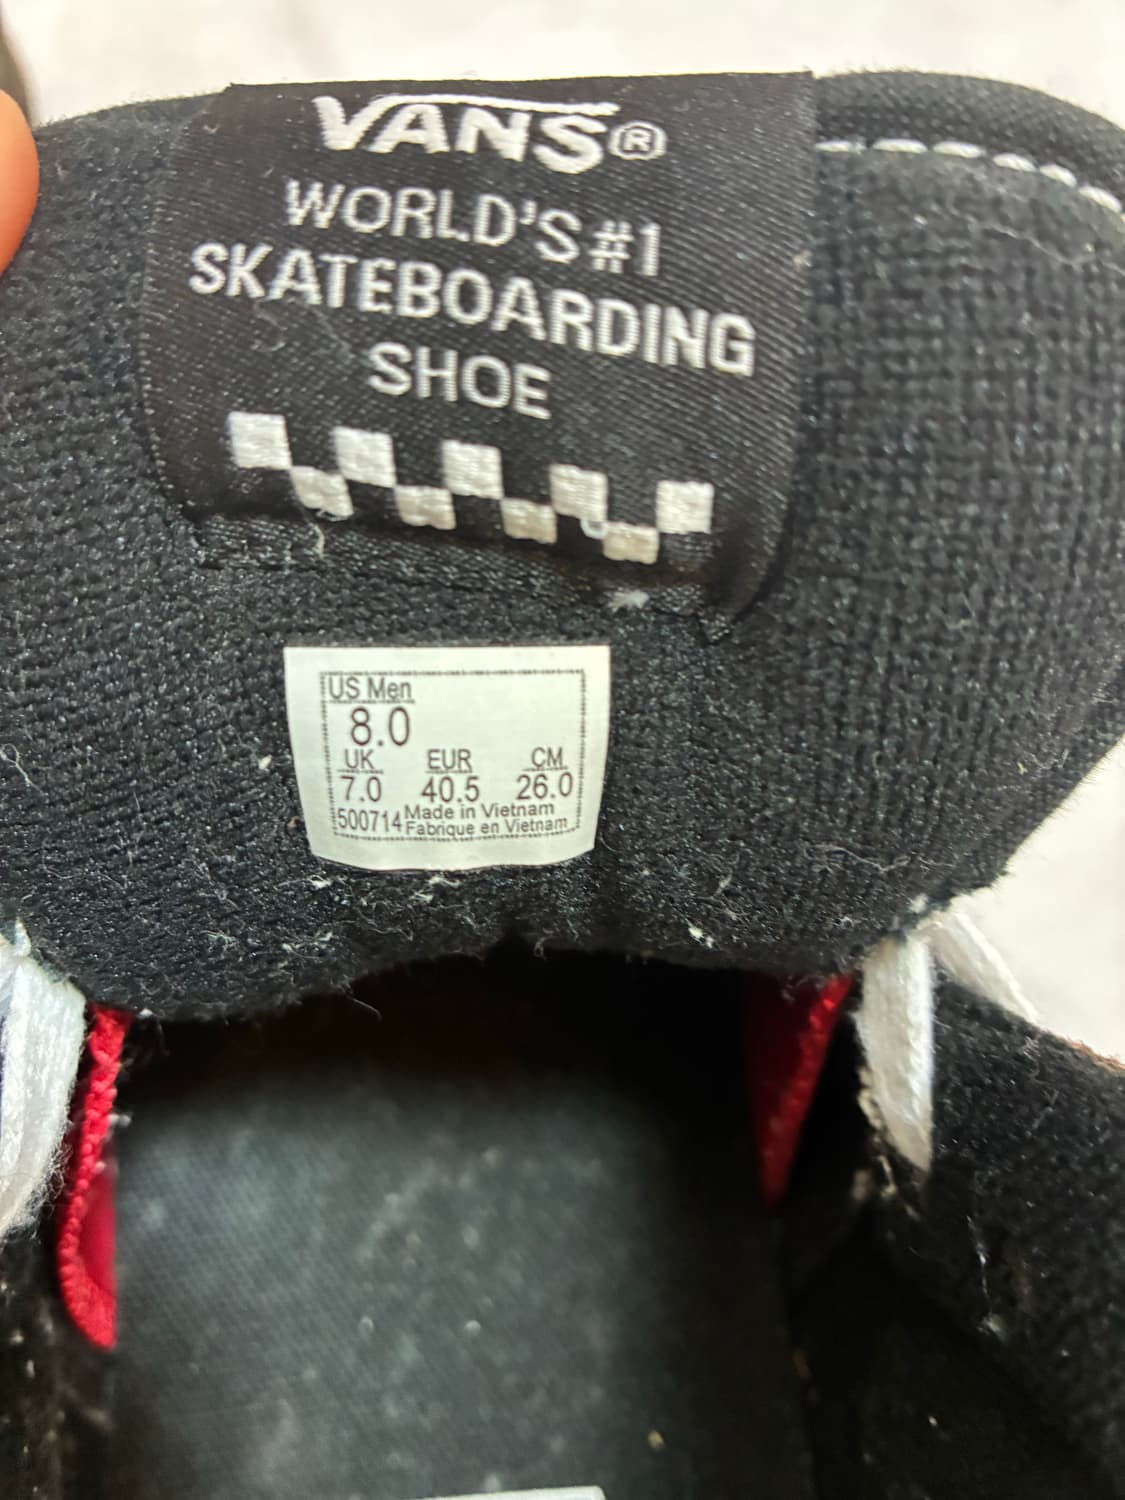 VANS®
WORLD'S #1
SKATEBOARDING
SHOE
US Men
8.0
UK EUR CM
7.0 40.5 26.0
500714 Made in Vietnam
Fabrique en Vietnam